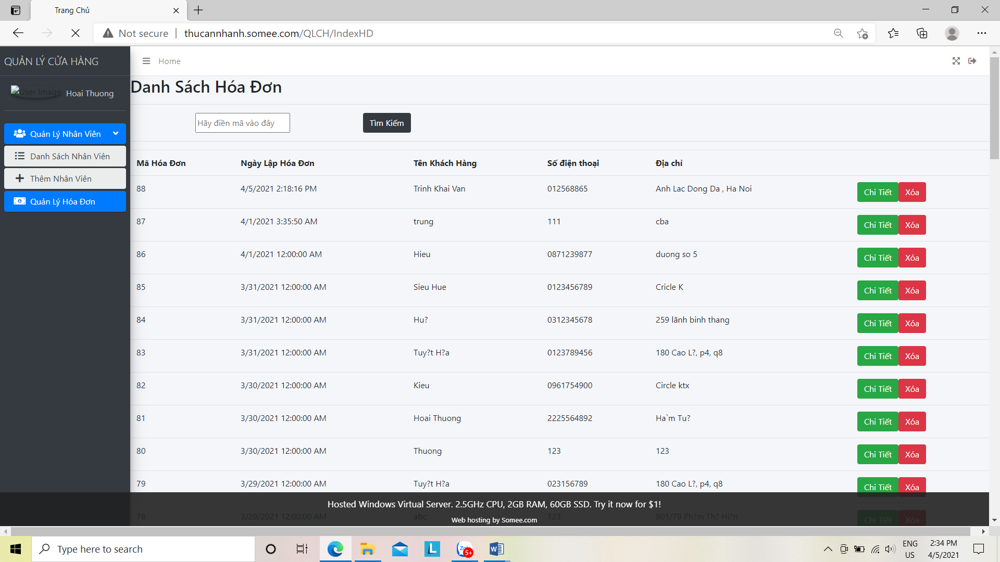 Trang Chủ
Not secure | thucannhanh.somee.com/QLCH/IndexHD
QUẢN LÝ CỬA HÀNG
Home
User Image Hoai Thuong
Danh Sách Hóa Đơn
Hãy điền mã vào đây Tìm Kiếm
Quản Lý Nhân Viên
Danh Sách Nhân Viên
Thêm Nhân Viên
Quản Lý Hóa Đơn
Mã Hóa Đơn Ngày Lập Hóa Đơn Tên Khách Hàng Số điện thoại Địa chỉ
88 4/5/2021 2:18:16 PM Trinh Khai Van 012568865 Anh Lac Dong Da , Ha Noi Chi Tiết Xóa
87 4/1/2021 3:35:50 AM trung 111 cba Chi Tiết Xóa
86 4/1/2021 12:00:00 AM Hieu 0871239877 duong so 5 Chi Tiết Xóa
85 3/31/2021 12:00:00 AM Sieu Hue 0123456789 Cricle K Chi Tiết Xóa
84 3/31/2021 12:00:00 AM Hu? 0312345678 259 lãnh binh thang Chi Tiết Xóa
83 3/31/2021 12:00:00 AM Tuy?t H?a 0123789456 180 Cao L?, p4, q8 Chi Tiết Xóa
82 3/30/2021 12:00:00 AM Kieu 0961754900 Circle ktx Chi Tiết Xóa
81 3/30/2021 12:00:00 AM Hoai Thuong 2225564892 Ha`m Tu? Chi Tiết Xóa
80 3/30/2021 12:00:00 AM Thuong 123 123 Chi Tiết Xóa
79 3/29/2021 12:00:00 AM Tuy?t H?a 023156789 180 Cao L?, p4, q8 Chi Tiết Xóa
Hosted Windows Virtual Server. 2.5GHz CPU, 2GB RAM, 60GB SSD. Try it now for $1!
78 3/29/2021 12:00:00 AM abc 123 801/79 Ph?m Th? Hi?n Chi Tiết Xóa
Web hosting by Somee.com
Type here to search
5+
ENG
US
2:34 PM
4/5/2021